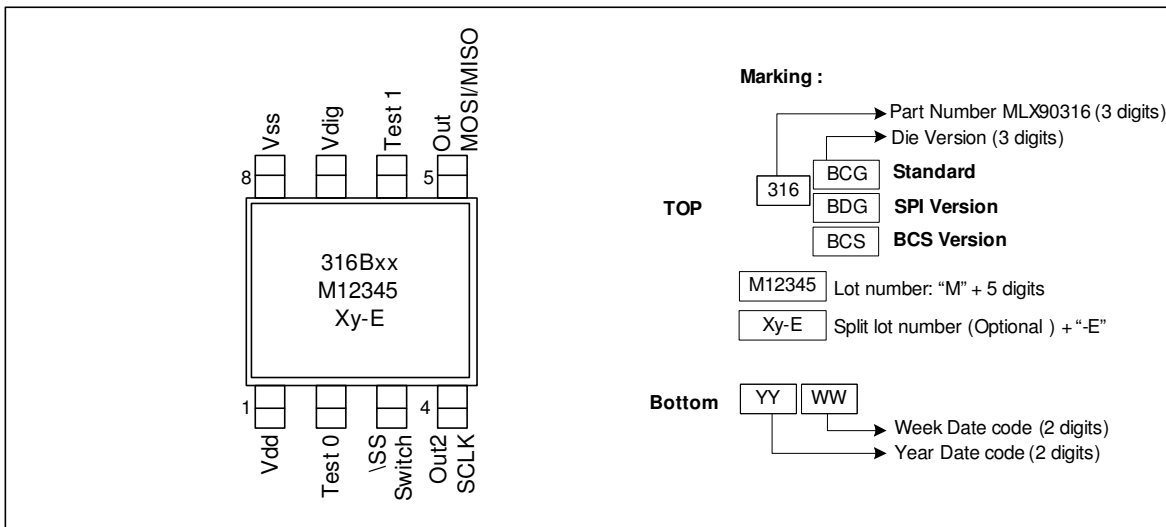 Vss
Vdig
Test 1
Out
MOSI/MISO
8
5
316Bxx
M12345
Xy-E
1
4
Vdd
Test 0
\SS
Switch
Out2
SCLK
Marking :
Part Number MLX90316 (3 digits)
Die Version (3 digits)
TOP
316
BCG Standard
BDG SPI Version
BCS BCS Version
M12345 Lot number: “M” + 5 digits
Xy-E Split lot number (Optional ) + “-E”
Bottom YY WW
Week Date code (2 digits)
Year Date code (2 digits)